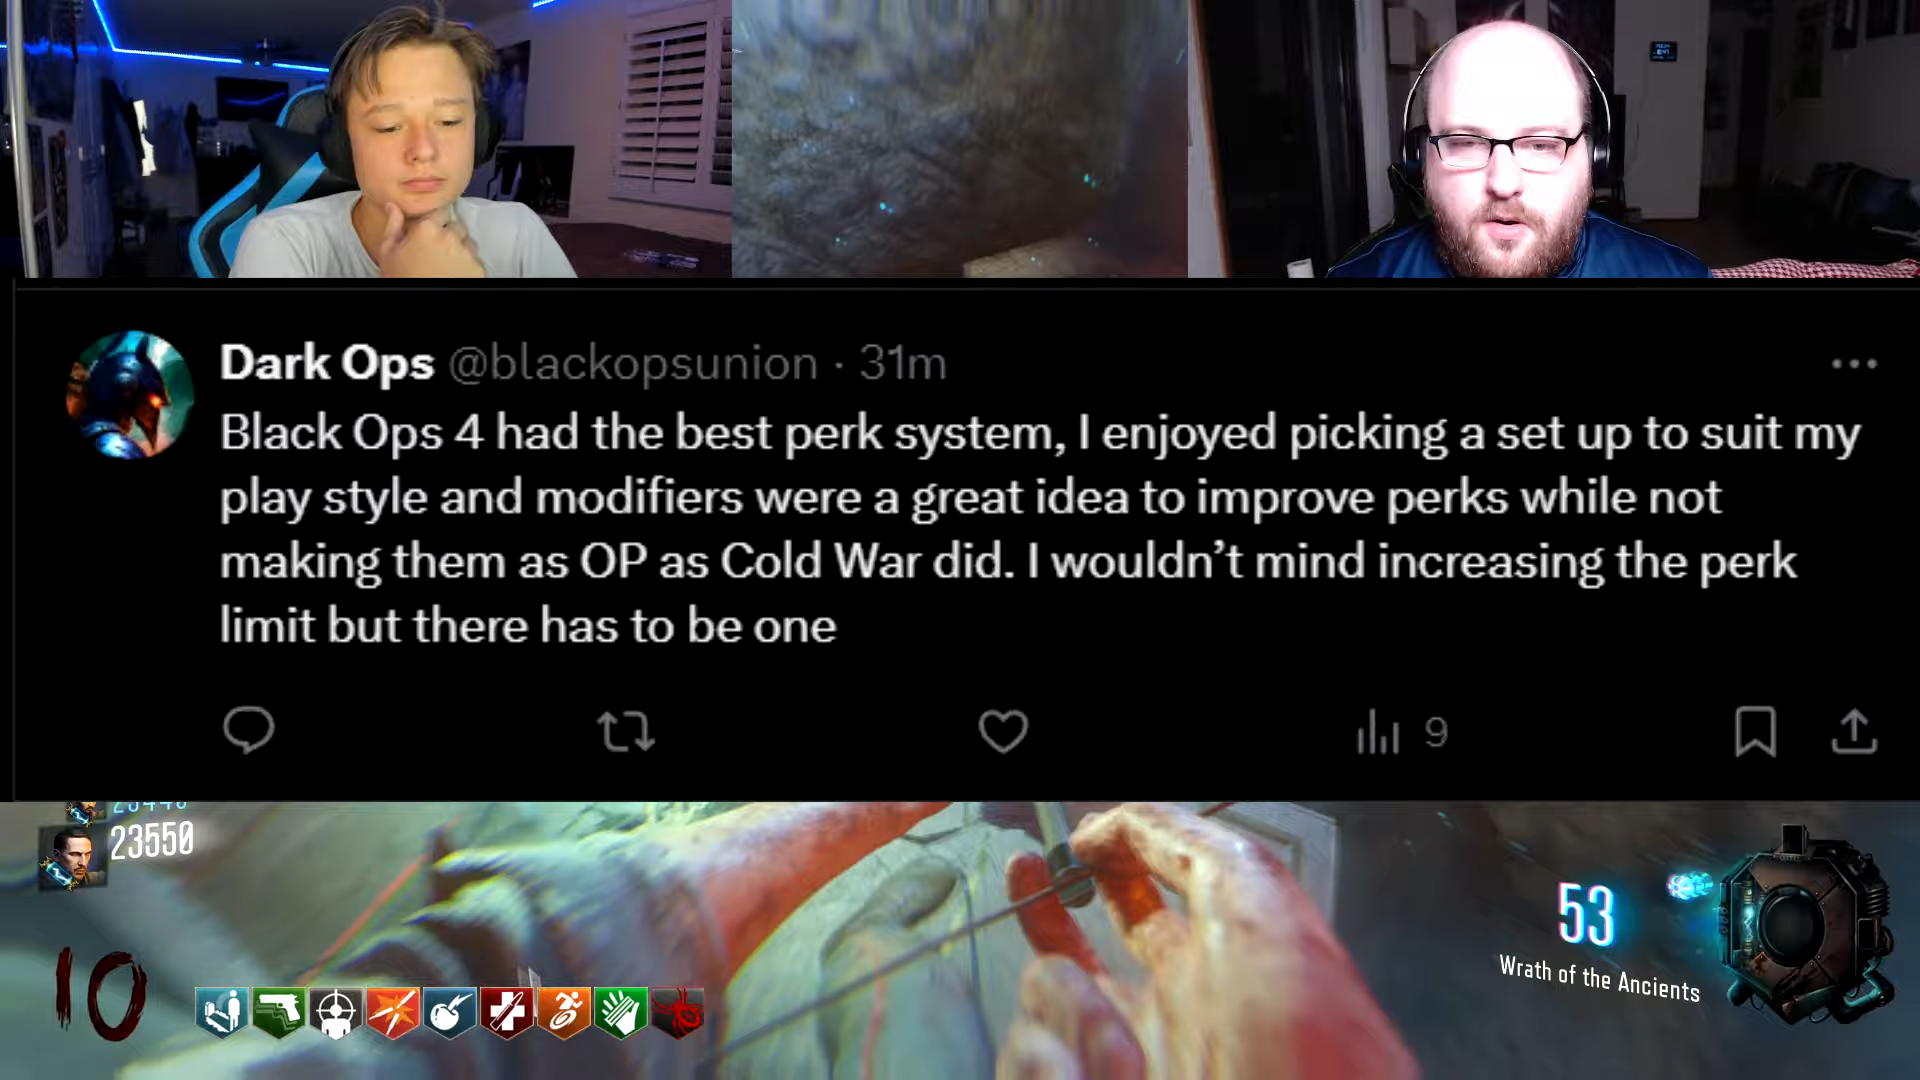 Dark Ops @blackopsunion · 31m
Black Ops 4 had the best perk system, I enjoyed picking a set up to suit my
play style and modifiers were a great idea to improve perks while not
making them as OP as Cold War did. I wouldn’t mind increasing the perk
limit but there has to be one
9
23550
53
Wrath of the Ancients
10